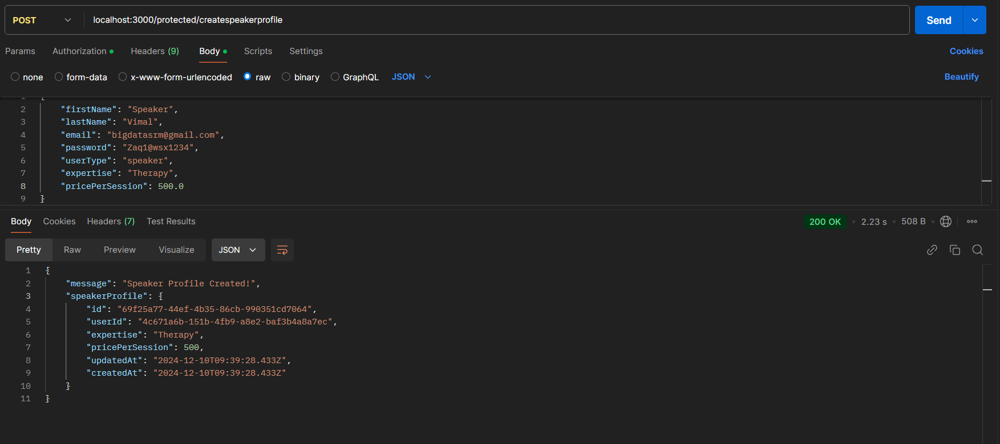 POST localhost:3000/protected/createspeakerprofile Send
Params Authorization Headers (9) Body Scripts Settings Cookies
none form-data x-www-form-urlencoded raw binary GraphQL JSON Beautify
1 {
2 "firstName": "Speaker",
3 "lastName": "Vimal",
4 "email": "bigdatasrm@gmail.com",
5 "password": "Zaq1@wsx1234",
6 "userType": "speaker",
7 "expertise": "Therapy",
8 "pricePerSession": 500.0
9 }
Body Cookies Headers (7) Test Results 200 OK 2.23 s 508 B
Pretty Raw Preview Visualize JSON
1 {
2 "message": "Speaker Profile Created!",
3 "speakerProfile": {
4 "id": "69f25a77-44ef-4b35-86cb-990351cd7064",
5 "userId": "4c671a6b-151b-4fb9-a8e2-baf3b4a8a7ec",
6 "expertise": "Therapy",
7 "pricePerSession": 500,
8 "updatedAt": "2024-12-10T09:39:28.433Z",
9 "createdAt": "2024-12-10T09:39:28.433Z"
10 }
11 }